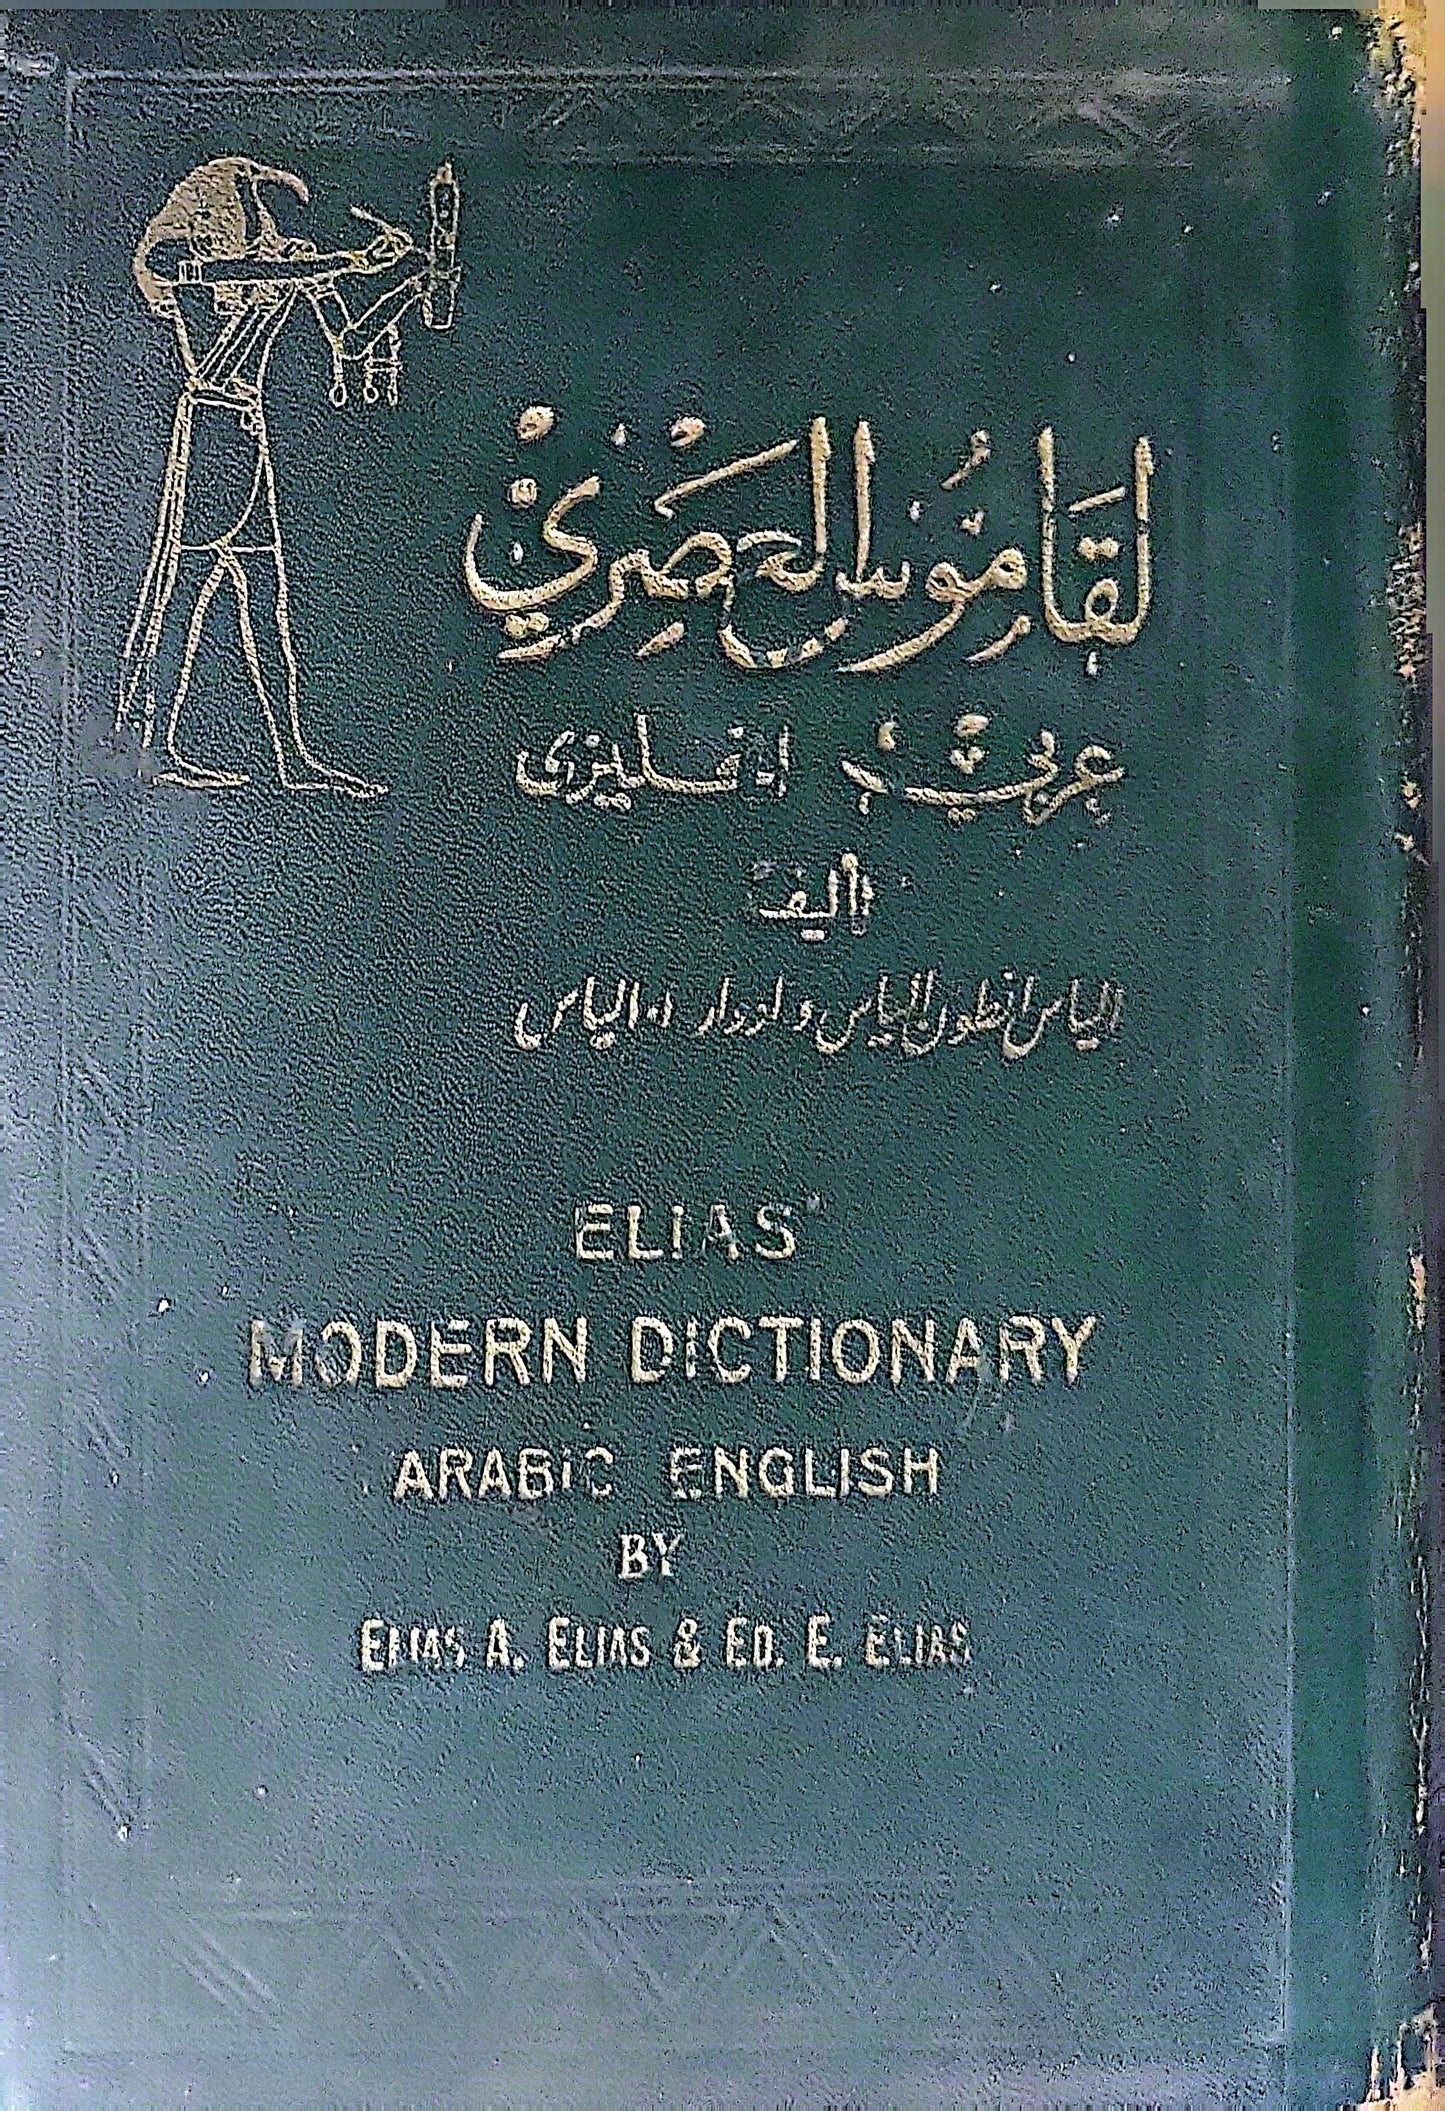 القاموس العصري
عربي انكليزي
تأليف
الياس انطون الياس و ادوار ا. الياس
ELIAS'
MODERN DICTIONARY
ARABIC ENGLISH
BY
ELIAS A. ELIAS & ED. E. ELIAS